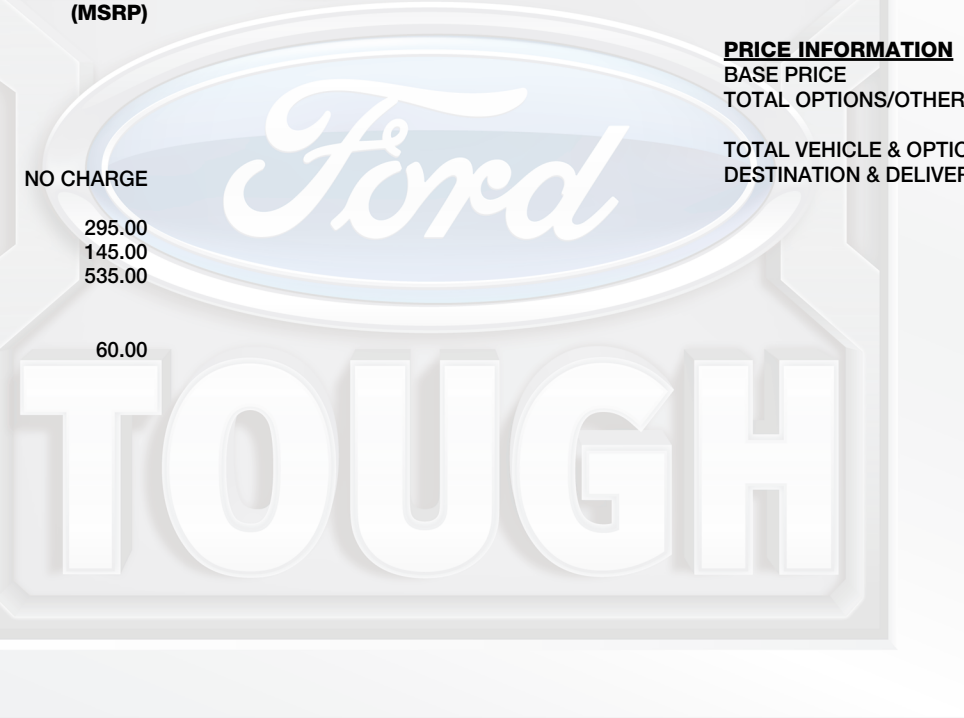 (MSRP)
NO CHARGE
295.00
145.00
535.00
60.00
PRICE INFORMATION
BASE PRICE
TOTAL OPTIONS/OTHER
TOTAL VEHICLE & OPTIO
DESTINATION & DELIVER
Ford
TOUGH